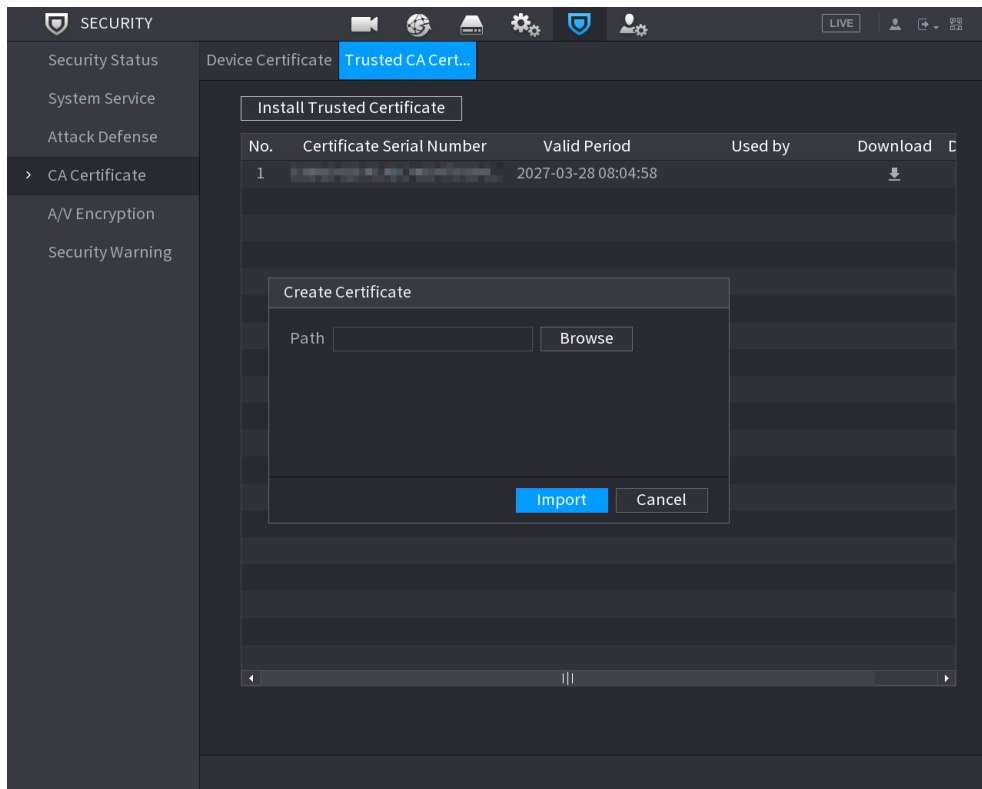 SECURITY
LIVE
Security Status
System Service
Attack Defense
CA Certificate
A/V Encryption
Security Warning
Device Certificate Trusted CA Cert...
Install Trusted Certificate
No. Certificate Serial Number Valid Period Used by Download D
1 2027-03-28 08:04:58
Create Certificate
Path Browse
Import Cancel